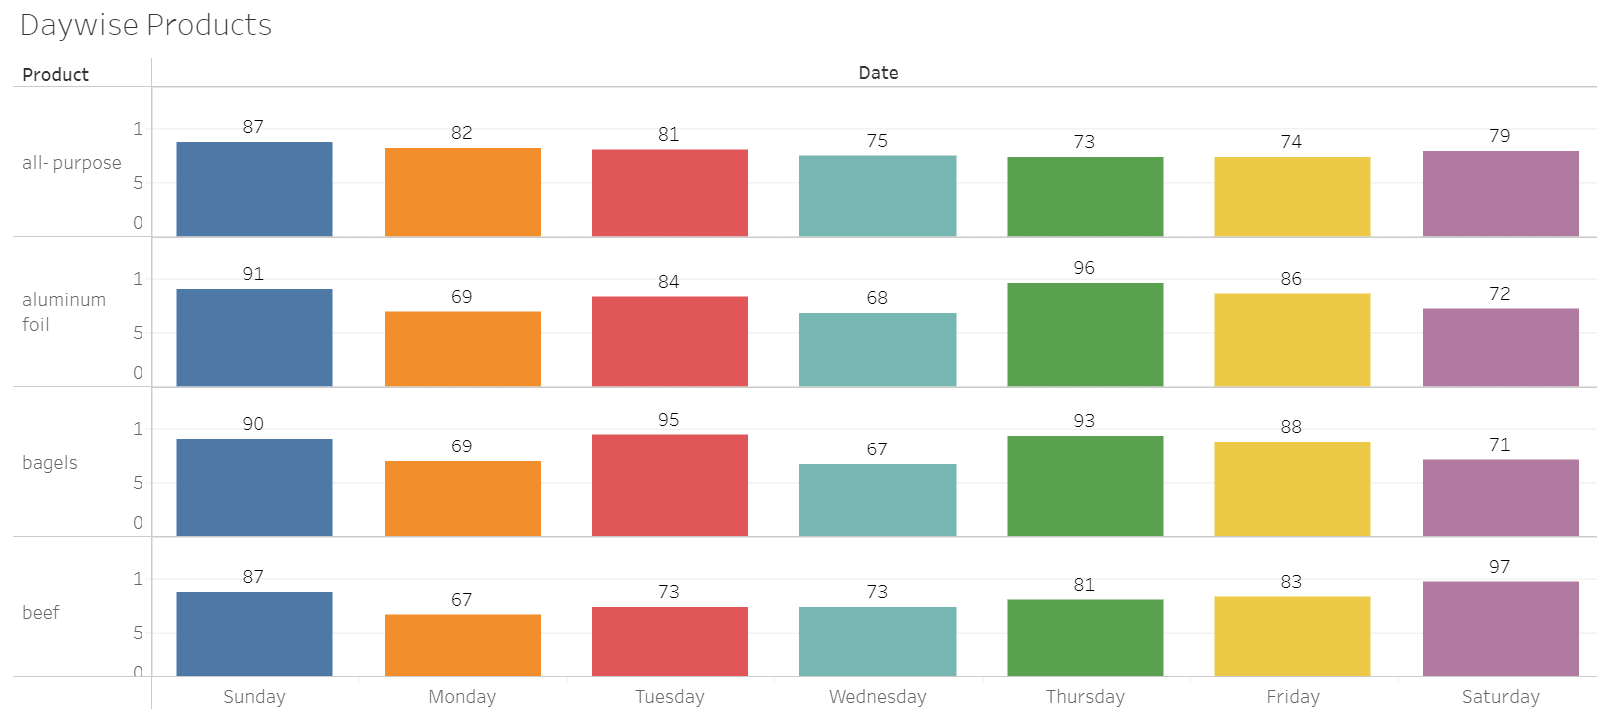 Daywise Products
Product
Date
all- purpose
1
5
0
87 82 81 75 73 74 79
aluminum
foil
1
5
0
91 69 84 68 96 86 72
bagels
1
5
0
90 69 95 67 93 88 71
beef
1
5
0
87 67 73 73 81 83 97
Sunday Monday Tuesday Wednesday Thursday Friday Saturday